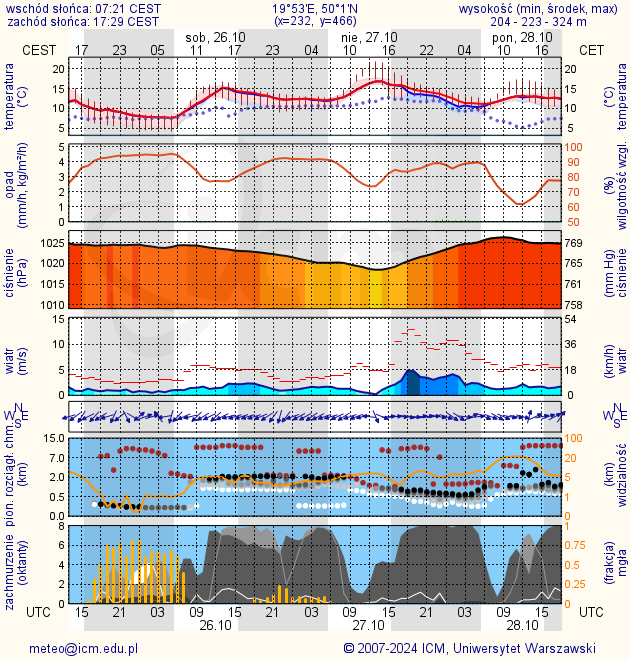 wschód słońca: 07:21 CEST 19°53'E, 50°1'N wysokość (min, środek, max)
zachód słońca: 17:29 CEST (x=232, y=466) 204 - 223 - 324 m
sob, 26.10 nie, 27.10 pon, 28.10
CEST 17 23 05 11 17 23 04 10 16 22 04 10 16 CET
temperatura (°C) 20 15 10 5 20 15 10 5 (°C) temperatura
opad (mm/h, kg/m²/h) 5 4 3 2 1 0 100 90 80 70 60 50 (%) wilgotność wzgl.
ciśnienie (hPa) 1025 1020 1015 1010 769 765 761 758 (mm Hg) ciśnienie
wiatr (m/s) 15 10 5 0 54 36 18 0 (km/h) wiatr
N W E S N W E S
pion. rozciągł. chm. (km) 15.0 7.0 2.0 0.5 0.0 100 20 5 1 0 (km) widzialność
zachmurzenie (oktanty) 8 6 4 2 0 1 0.75 0.5 0.25 0 (frakcja) mgła
UTC 15 21 03 09 15 21 03 09 15 21 03 09 15 UTC
26.10 27.10 28.10
meteo@icm.edu.pl © 2007-2024 ICM, Uniwersytet Warszawski